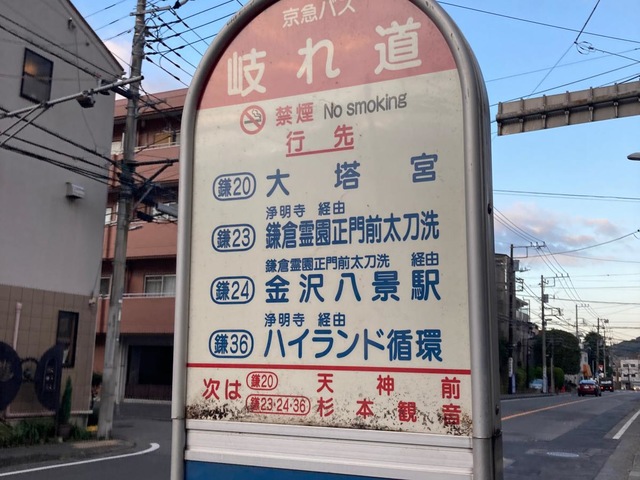 京急バス
岐れ道
禁煙 No smoking
行先
鎌20 大塔宮
浄明寺 経由
鎌23 鎌倉霊園正門前太刀洗
鎌倉霊園正門前太刀洗 経由
鎌24 金沢八景駅
浄明寺 経由
鎌36 ハイランド循環
次は 鎌20 天神前
鎌23・24・36 杉本観音